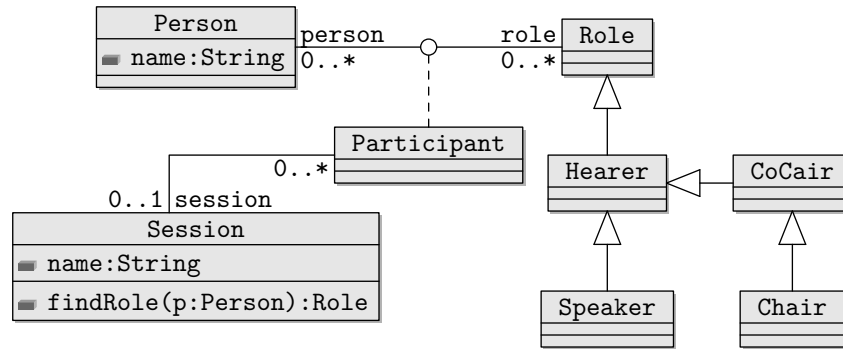 Person
name:String
person
0..*
role
0..*
Role
Participant
0..*
0..1 session
Session
name:String
findRole(p:Person):Role
Hearer
CoCair
Speaker
Chair